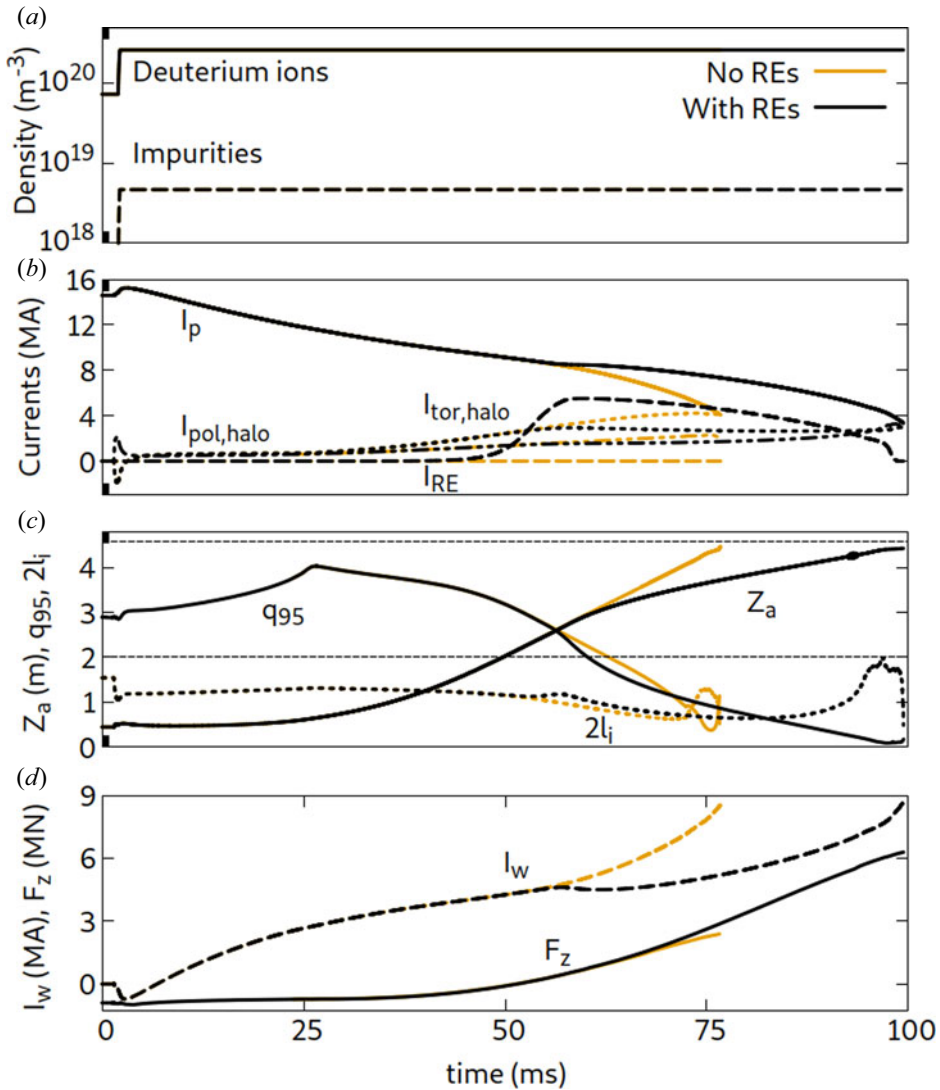 (a)
Density (m⁻³)
10²⁰
10¹⁹
10¹⁸
Deuterium ions
Impurities
No REs
With REs
(b)
Currents (MA)
16
12
8
4
0
I_p
I_pol,halo
I_tor,halo
I_RE
(c)
Z_a (m), q_95, 2l_i
4
3
2
1
0
q_95
Z_a
2l_i
(d)
I_w (MA), F_z (MN)
9
6
3
0
I_w
F_z
0 25 50 75 100
time (ms)